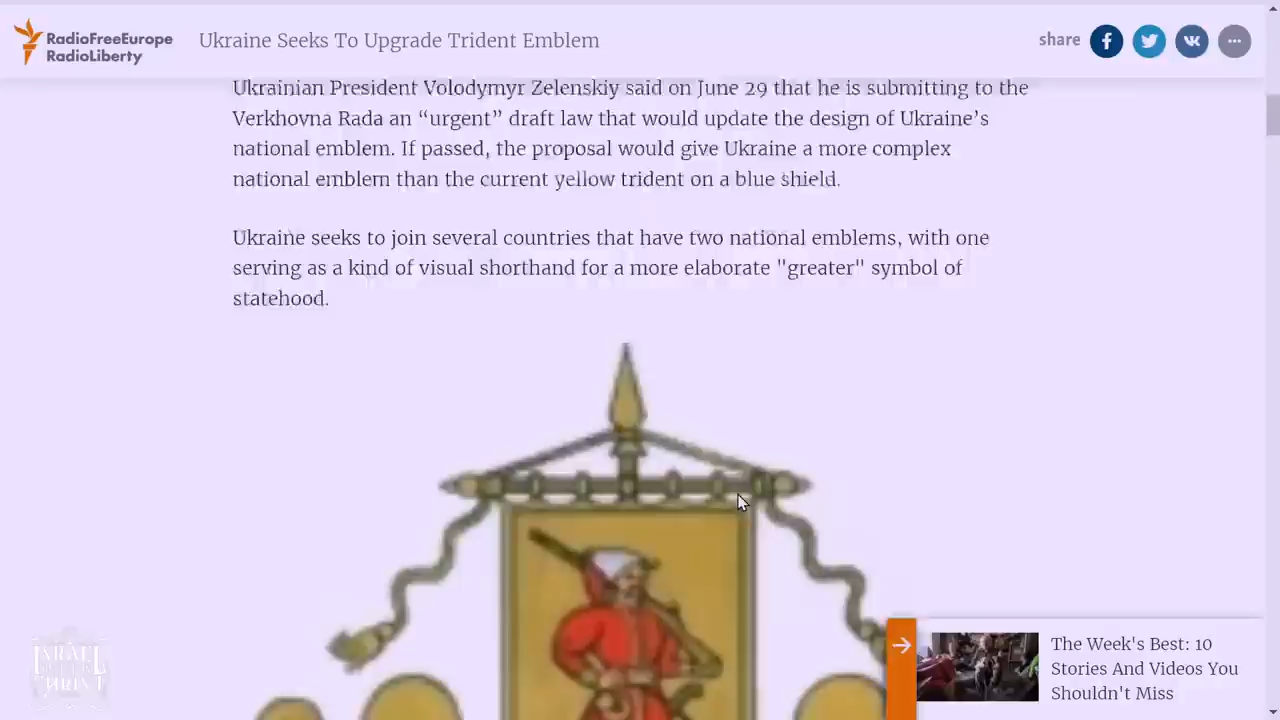 RadioFreeEurope
RadioLiberty
Ukraine Seeks To Upgrade Trident Emblem
share
Ukrainian President Volodymyr Zelenskiy said on June 29 that he is submitting to the
Verkhovna Rada an “urgent” draft law that would update the design of Ukraine’s
national emblem. If passed, the proposal would give Ukraine a more complex
national emblem than the current yellow trident on a blue shield.
Ukraine seeks to join several countries that have two national emblems, with one
serving as a kind of visual shorthand for a more elaborate "greater" symbol of
statehood.
The Week's Best: 10
Stories And Videos You
Shouldn't Miss
ISRAEL
UNITED
CHRIST